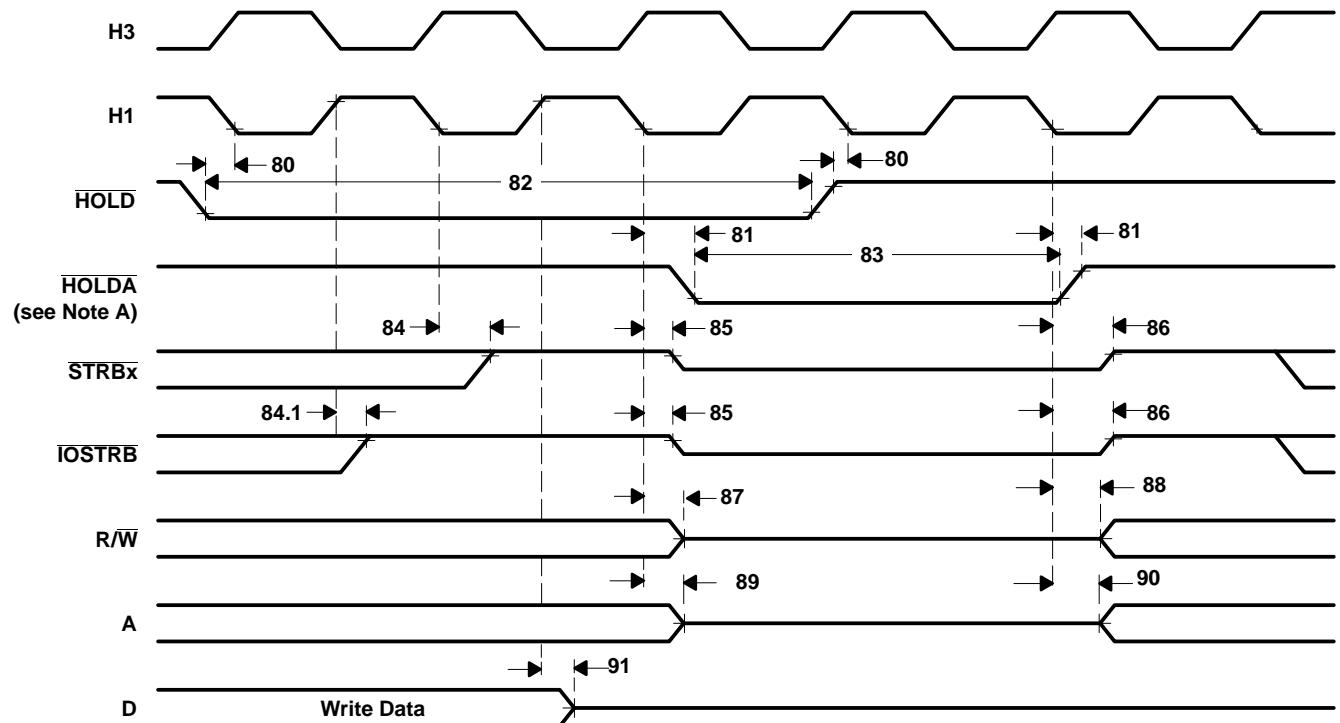 H3
H1
80 80
82
HOLD
81 81
83
HOLDA
(see Note A)
84 85 86
STRBx
84.1 85 86
IOSTRB
87 88
R/W
89 90
A
91
D Write Data